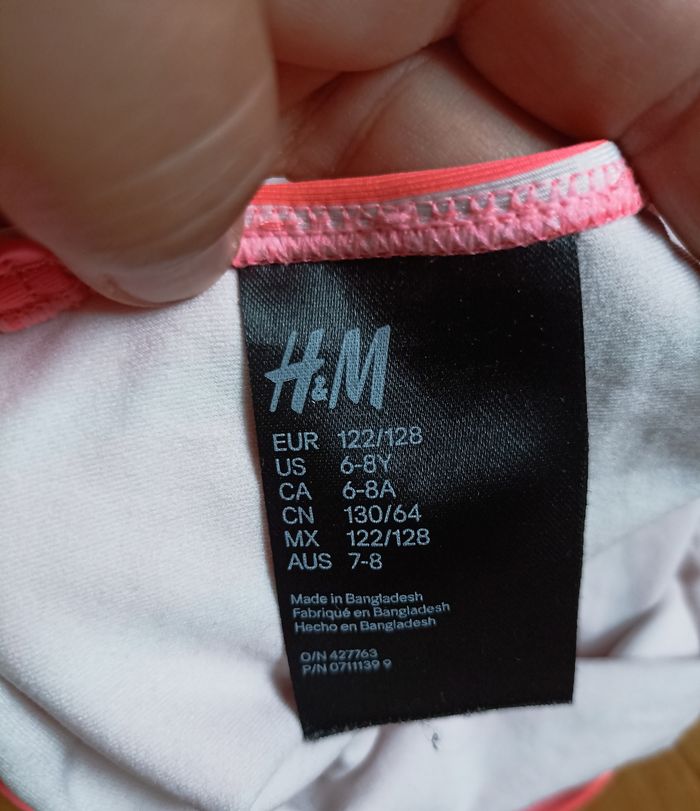 H&M
EUR 122/128
US 6-8Y
CA 6-8A
CN 130/64
MX 122/128
AUS 7-8
Made in Bangladesh
Fabriqué en Bangladesh
Hecho en Bangladesh
O/N 427763
P/N 0711139 9